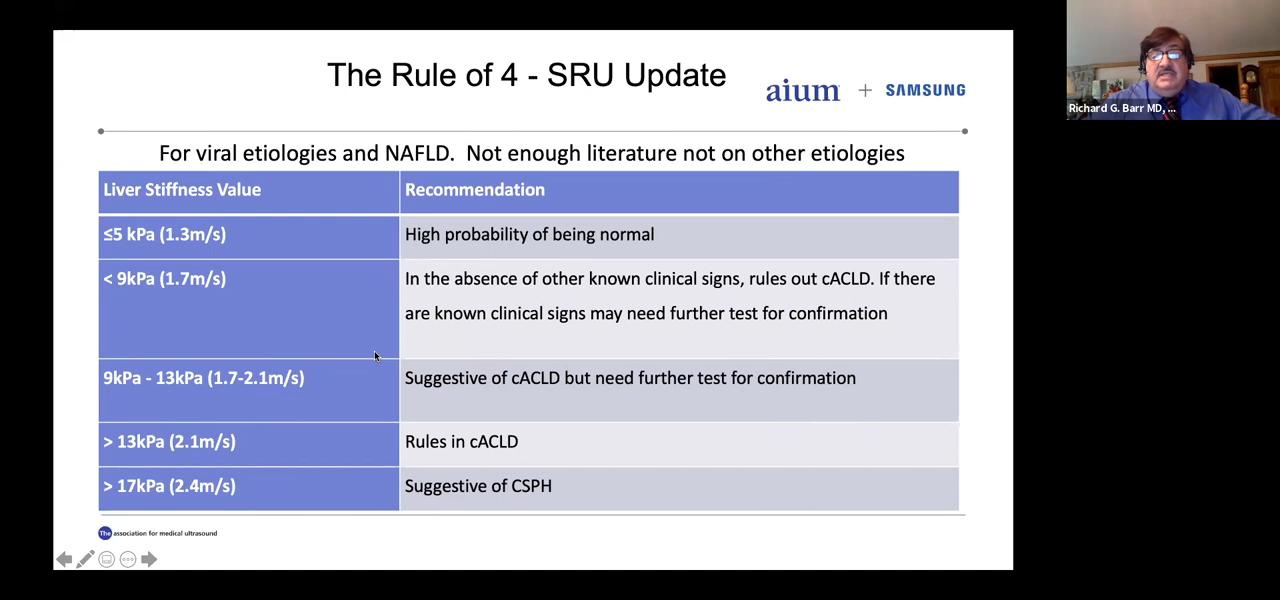 The Rule of 4 - SRU Update
aium + SAMSUNG
Richard G. Barr MD, ...
For viral etiologies and NAFLD. Not enough literature not on other etiologies
Liver Stiffness Value Recommendation
≤5 kPa (1.3m/s) High probability of being normal
< 9kPa (1.7m/s) In the absence of other known clinical signs, rules out cACLD. If there
are known clinical signs may need further test for confirmation
9kPa - 13kPa (1.7-2.1m/s) Suggestive of cACLD but need further test for confirmation
> 13kPa (2.1m/s) Rules in cACLD
> 17kPa (2.4m/s) Suggestive of CSPH
The association for medical ultrasound